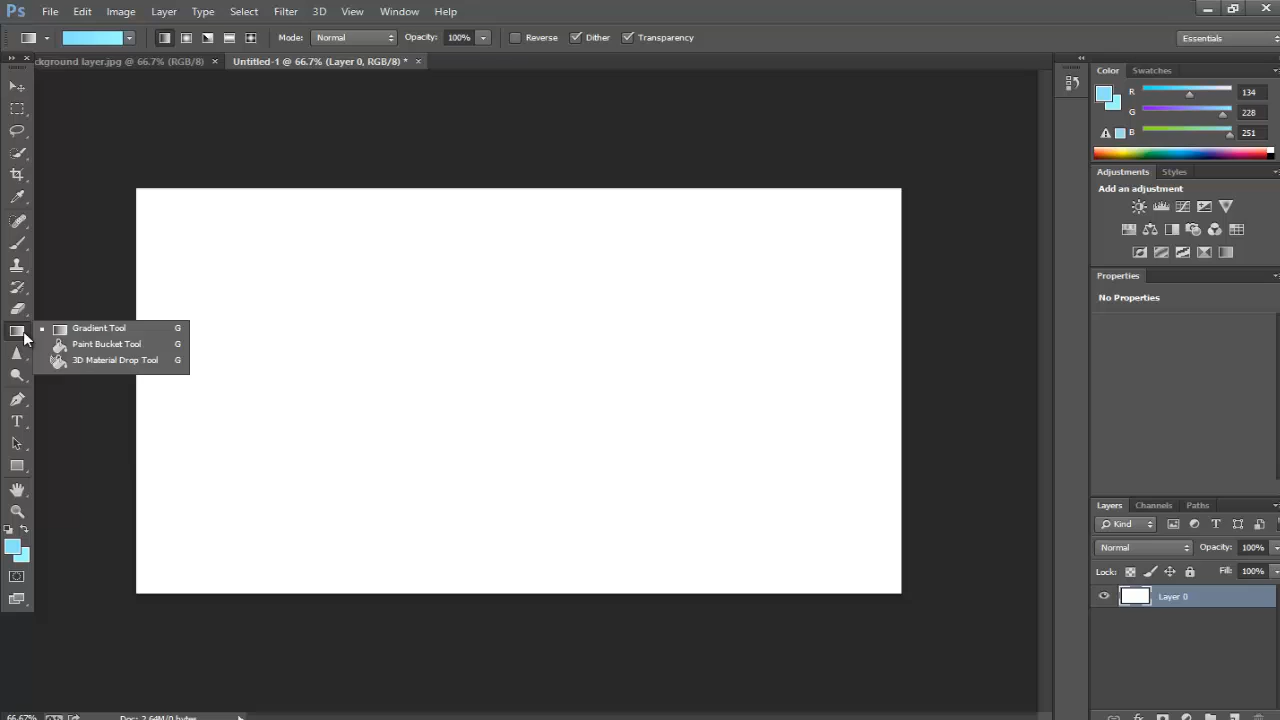 Ps File Edit Image Layer Type Select Filter 3D View Window Help
Mode: Normal Opacity: 100% Reverse Dither Transparency Essentials
ckground layer.jpg @ 66.7% (RGB/8) × Untitled-1 @ 66.7% (Layer 0, RGB/8) * ×
Color Swatches
R 134
G 228
B 251
Adjustments Styles
Add an adjustment
Properties
No Properties
Gradient Tool G
Paint Bucket Tool G
3D Material Drop Tool G
T
Layers Channels Paths
Kind T
Normal Opacity: 100%
Lock: Fill: 100%
Layer 0
66.67% Doc: 2.64M/0 bytes